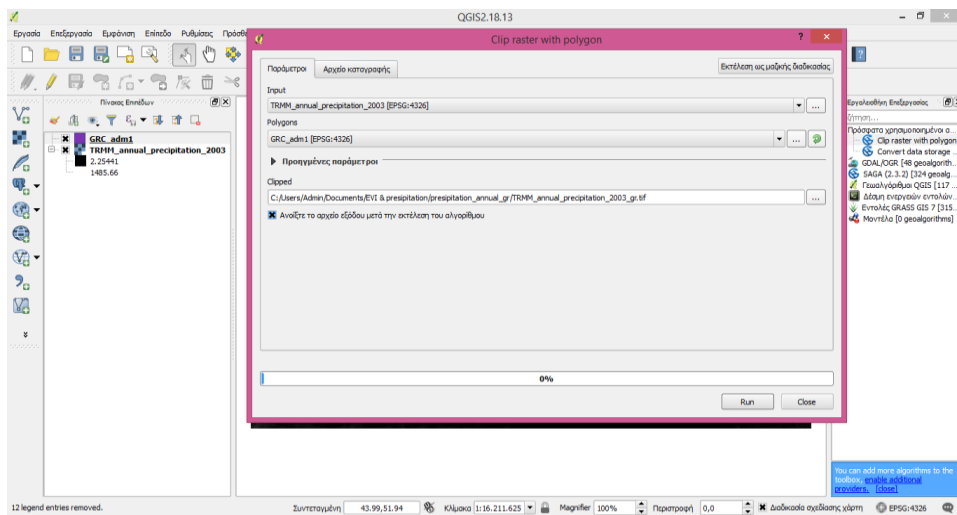 QGIS2.18.13
Εργασία Επεξεργασία Εμφάνιση Επίπεδο Ρυθμίσεις Πρόσθε
Clip raster with polygon
Παράμετροι Αρχείο καταγραφής
Εκτέλεση ως μαζικής διαδικασίας
Input
TRMM_annual_precipitation_2003 [EPSG:4326]
Polygons
GRC_adm1 [EPSG:4326]
Προηγμένες παράμετροι
Clipped
C:/Users/Admin/Documents/EVI & presipitation/presipitation_annual_gr/TRMM_annual_precipitation_2003_gr.tif
Ανοίξτε το αρχείο εξόδου μετά την εκτέλεση του αλγορίθμου
0%
Run Close
Πίνακας Επιπέδων
GRC_adm1
TRMM_annual_precipitation_2003
2.25441
1485.66
Εργαλειοθήκη Επεξεργασίας
ζήτηση...
Πρόσφατα χρησιμοποιημένοι α...
Clip raster with polygon
Convert data storage ...
GDAL/OGR [48 geoalgorith...
SAGA (2.3.2) [324 geoalg...
Γεωαλγόριθμοι QGIS [117 ...
Δέσμη ενεργειών εντολών...
Εντολές GRASS GIS 7 [315...
Μοντέλα [0 geoalgorithms]
You can add more algorithms to the
toolbox, enable additional
providers. [close]
12 legend entries removed.
Συντεταγμένη 43.99,51.94 Κλίμακα 1:16.211.625 Magnifier 100% Περιστροφή 0,0 Διαδικασία σχεδίασης χάρτη EPSG:4326